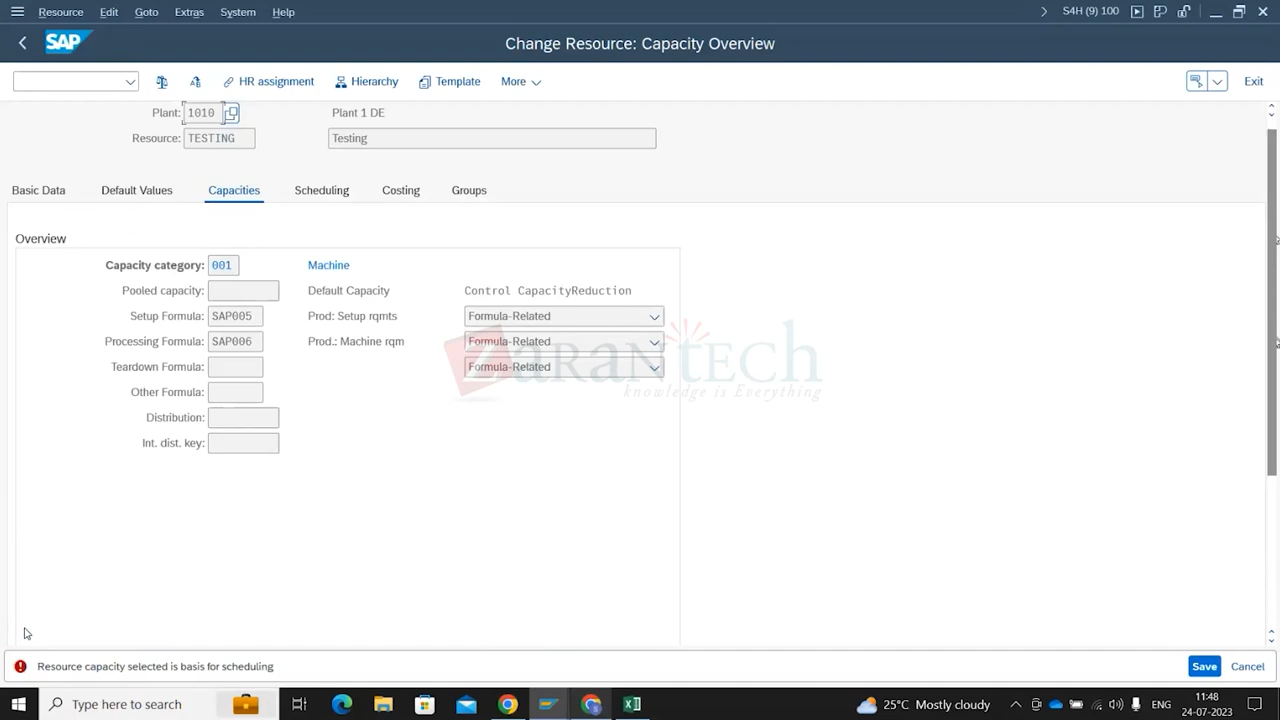 Resource Edit Goto Extras System Help S4H (9) 100
SAP Change Resource: Capacity Overview
HR assignment Hierarchy Template More Exit
Plant: 1010 Plant 1 DE
Resource: TESTING Testing
Basic Data Default Values Capacities Scheduling Costing Groups
Overview
Capacity category: 001 Machine
Pooled capacity: Default Capacity Control CapacityReduction
Setup Formula: SAP005 Prod: Setup rqmts Formula-Related
Processing Formula: SAP006 Prod.: Machine rqm Formula-Related
Teardown Formula: Formula-Related
Other Formula:
Distribution:
Int. dist. key:
ZaranTech
knowledge is Everything
Resource capacity selected is basis for scheduling Save Cancel
Type here to search 25°C Mostly cloudy ENG 11:48
24-07-2023